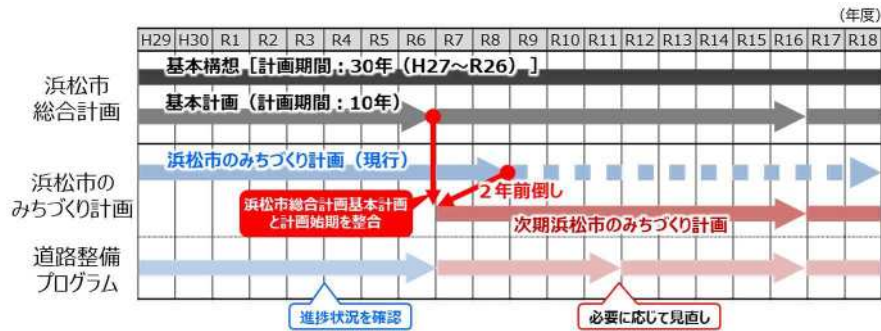 (年度)
H29 H30 R1 R2 R3 R4 R5 R6 R7 R8 R9 R10 R11 R12 R13 R14 R15 R16 R17 R18
浜松市
総合計画
基本構想［計画期間：30年（H27～R26）］
基本計画（計画期間：10年）
浜松市の
みちづくり計画
浜松市のみちづくり計画（現行）
2年前倒し
浜松市総合計画基本計画
と計画始期を整合
次期浜松市のみちづくり計画
道路整備
プログラム
進捗状況を確認
必要に応じて見直し